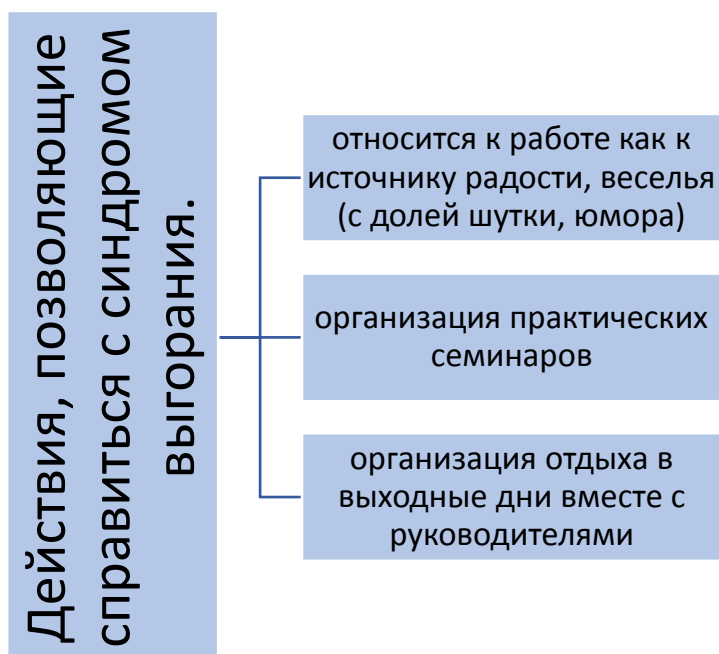 Действия, позволяющие
справиться с синдромом
выгорания.
относится к работе как к
источнику радости, веселья
(с долей шутки, юмора)
организация практических
семинаров
организация отдыха в
выходные дни вместе с
руководителями